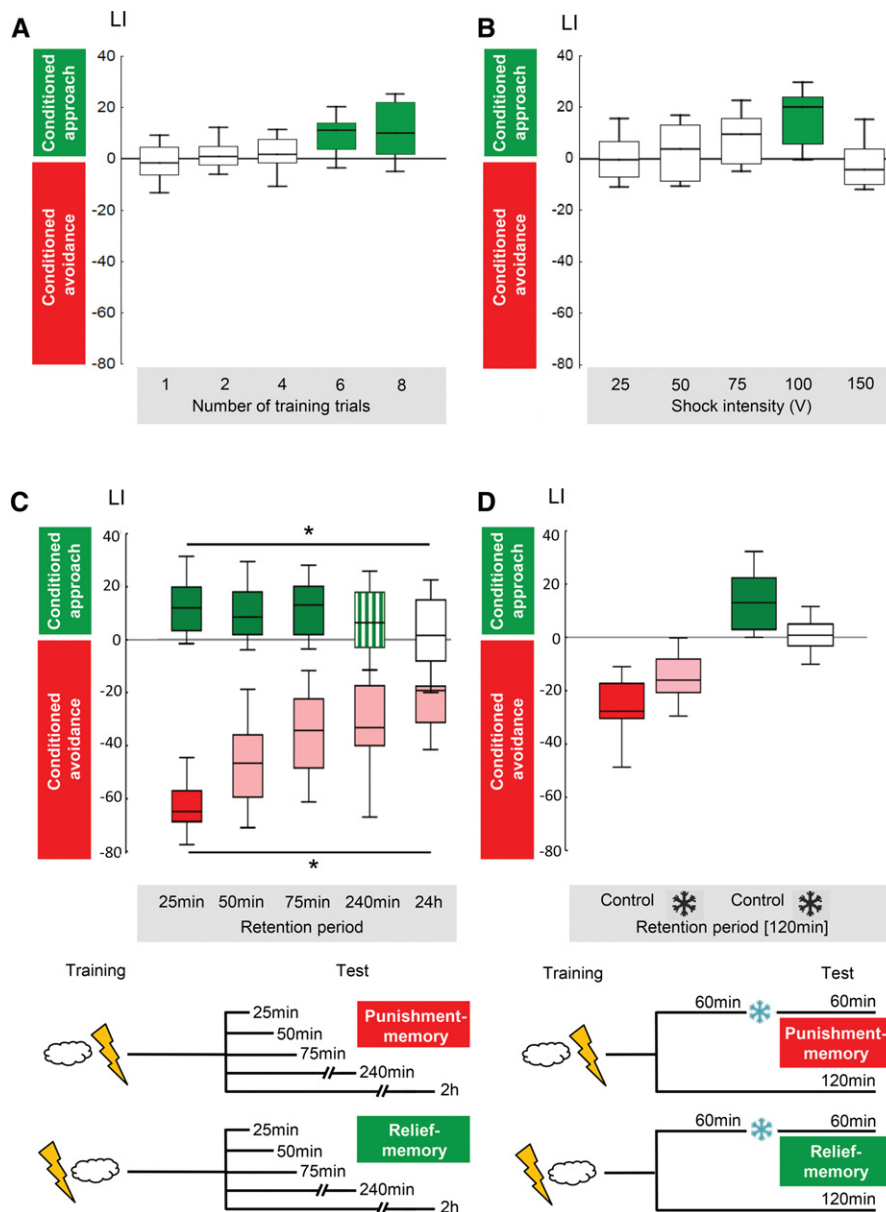 A
LI
Conditioned approach
Conditioned avoidance
40
20
0
-20
-40
-60
-80
1 2 4 6 8
Number of training trials
B
LI
Conditioned approach
Conditioned avoidance
40
20
0
-20
-40
-60
-80
25 50 75 100 150
Shock intensity (V)
C
LI
Conditioned approach
Conditioned avoidance
40
20
0
-20
-40
-60
-80
*
*
25min 50min 75min 240min 24h
Retention period
Training Test
25min
50min
75min
240min
2h
Punishment-
memory
25min
50min
75min
240min
2h
Relief-
memory
D
LI
Conditioned approach
Conditioned avoidance
40
20
0
-20
-40
-60
-80
Control Control
Retention period [120min]
Training Test
60min 60min
Punishment-
memory
120min
60min 60min
Relief-
memory
120min